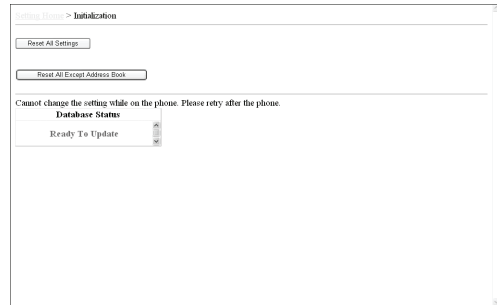 Setting Home > Initialization
Reset All Settings
Reset All Except Address Book
Cannot change the setting while on the phone. Please retry after the phone.
Database Status
Ready To Update